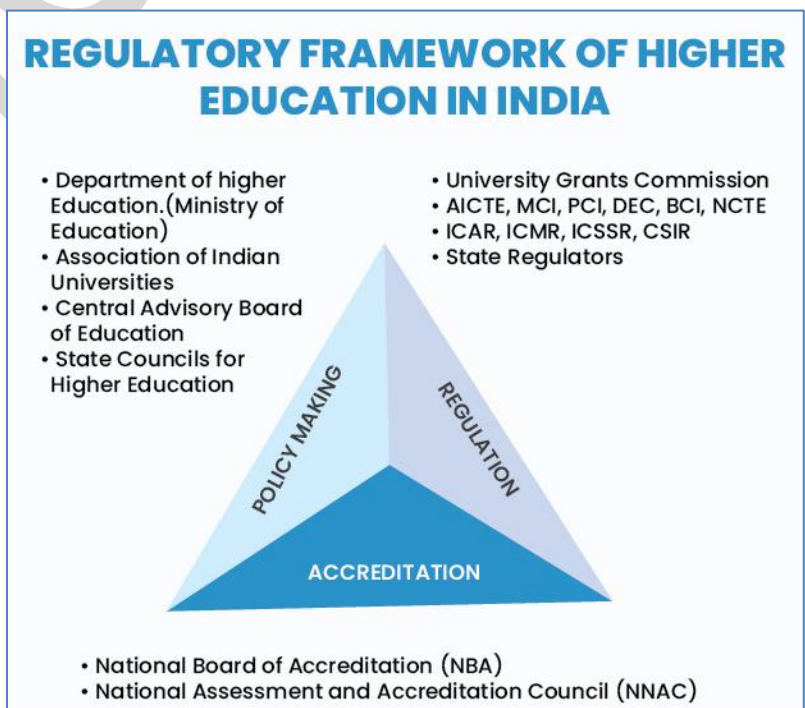 REGULATORY FRAMEWORK OF HIGHER
EDUCATION IN INDIA
• Department of higher
Education.(Ministry of
Education)
• Association of Indian
Universities
• Central Advisory Board
of Education
• State Councils for
Higher Education
• University Grants Commission
• AICTE, MCI, PCI, DEC, BCI, NCTE
• ICAR, ICMR, ICSSR, CSIR
• State Regulators
POLICY MAKING
REGULATION
ACCREDITATION
• National Board of Accreditation (NBA)
• National Assessment and Accreditation Council (NNAC)